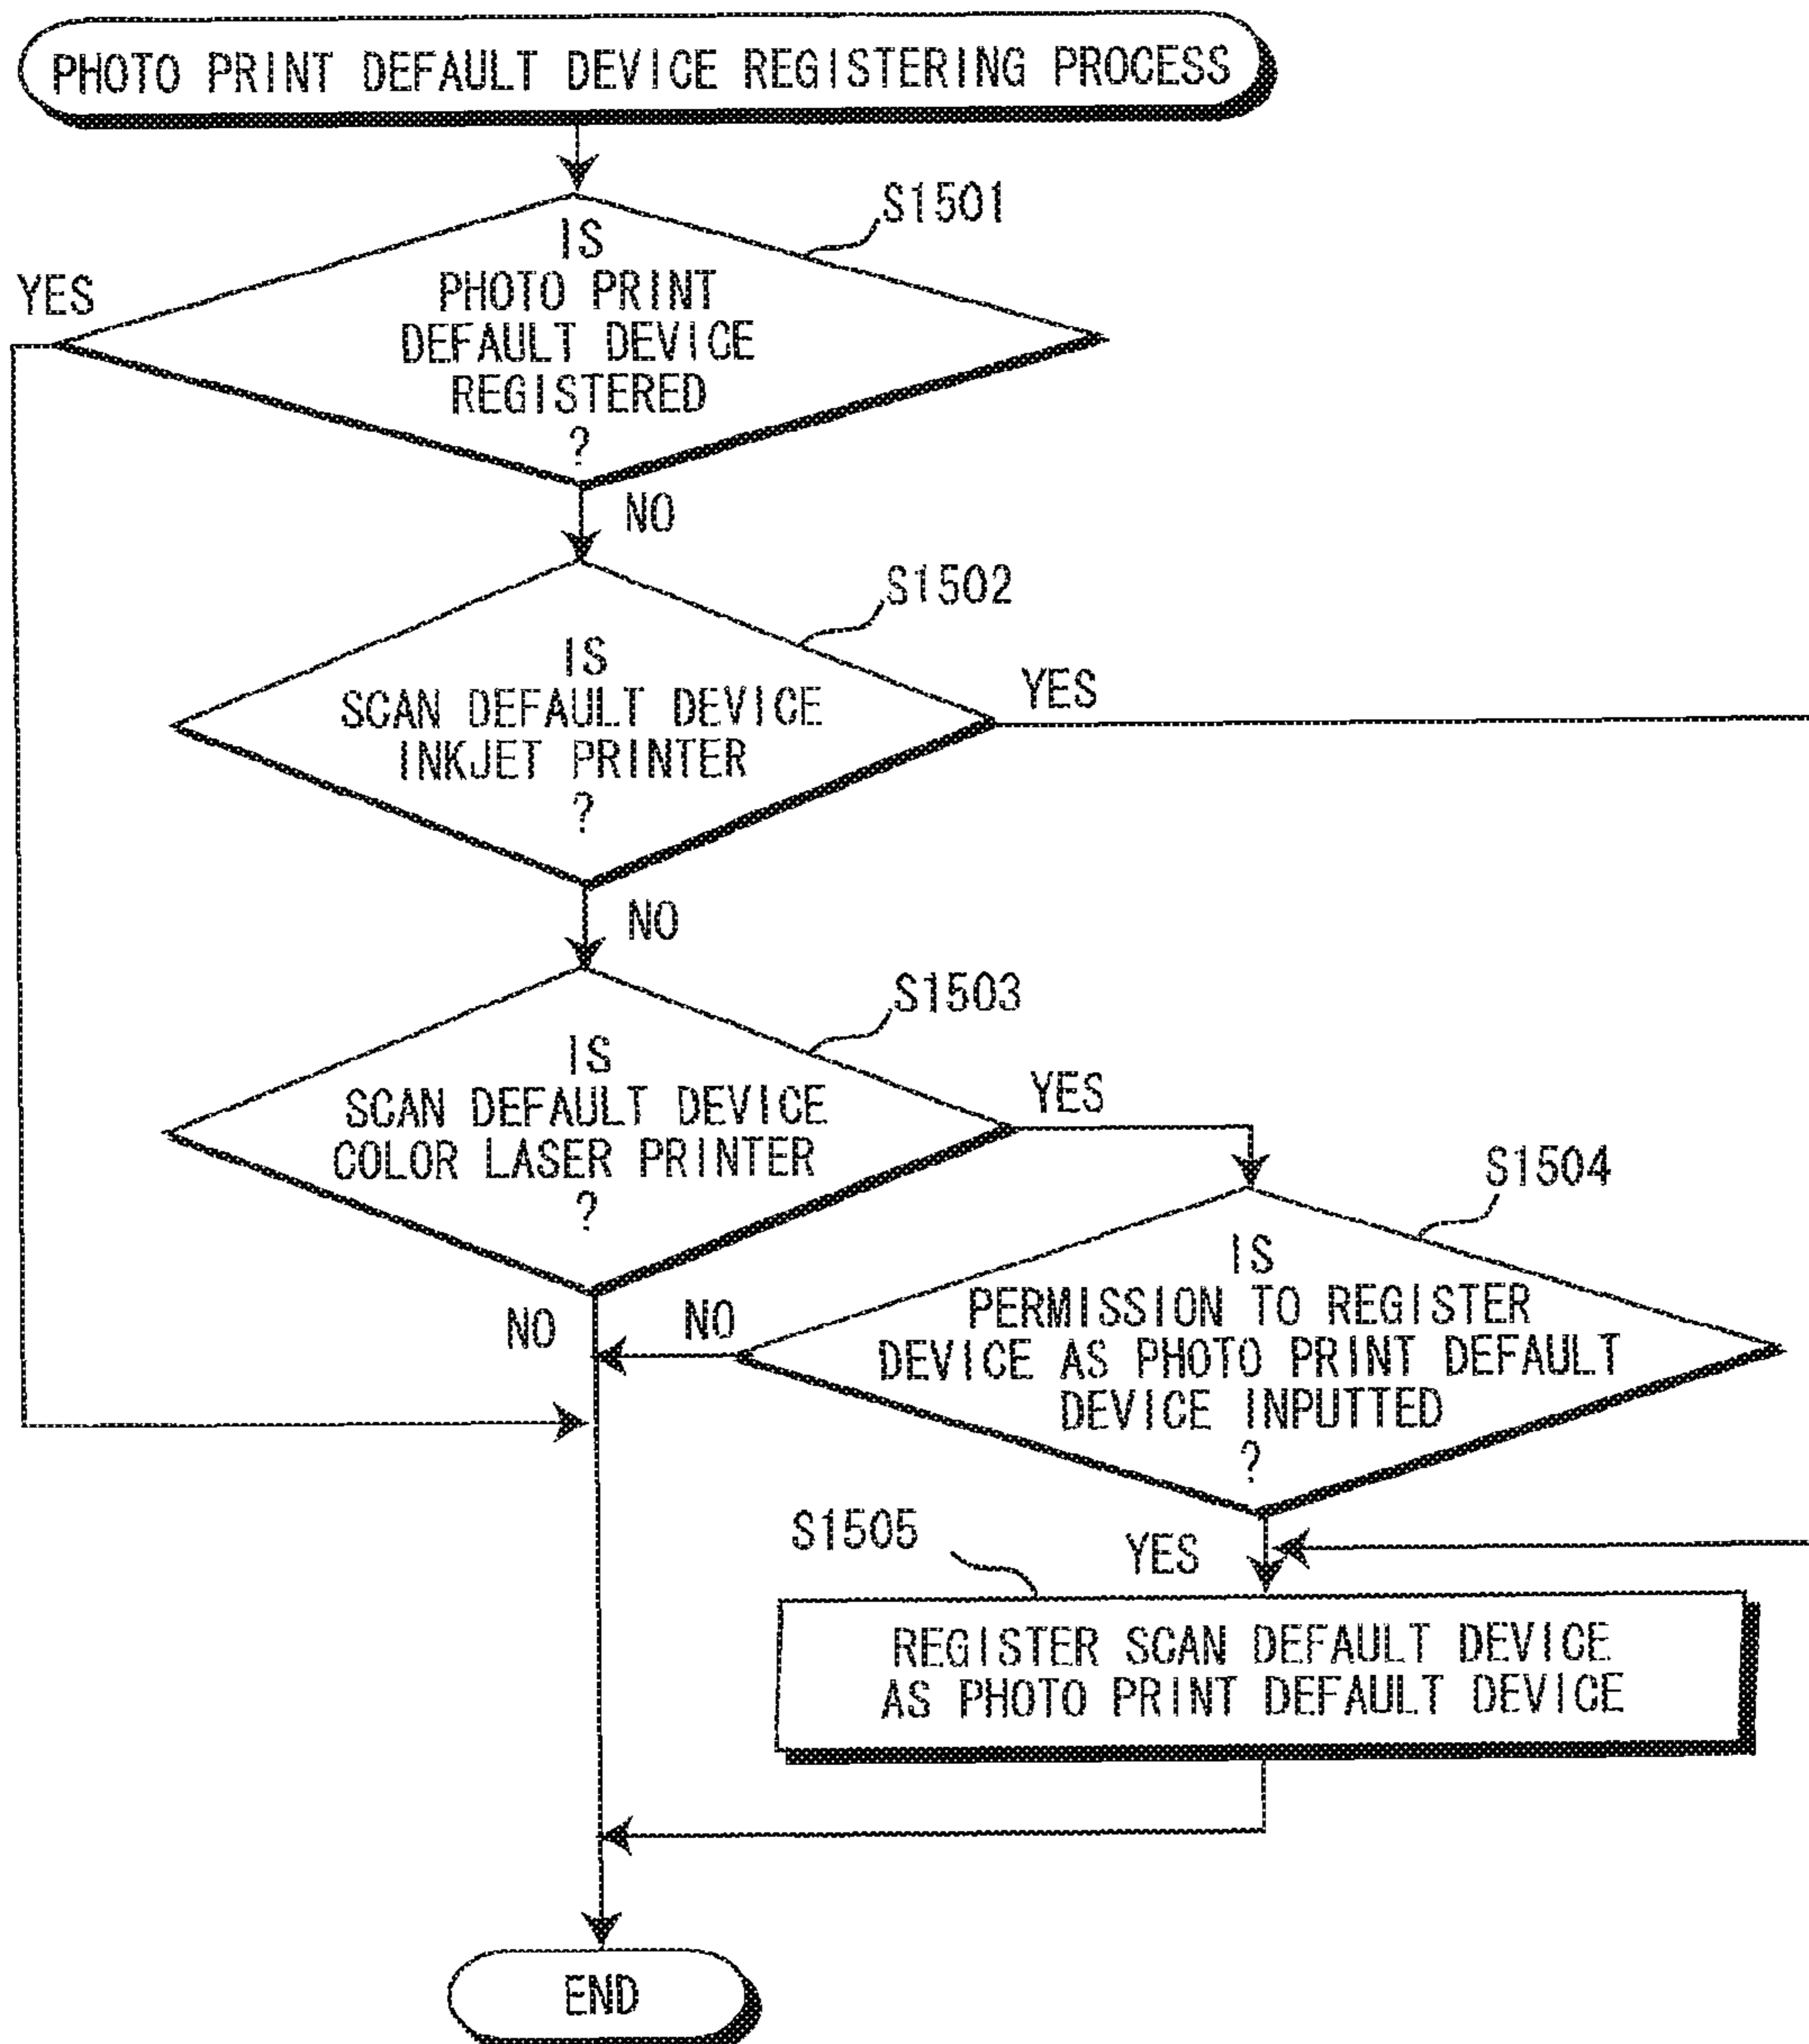 PHOTO PRINT DEFAULT DEVICE REGISTERING PROCESS
S1501
YES
IS
PHOTO PRINT
DEFAULT DEVICE
REGISTERED
?
NO
S1502
IS
SCAN DEFAULT DEVICE
INKJET PRINTER
?
YES
NO
S1503
IS
SCAN DEFAULT DEVICE
COLOR LASER PRINTER
?
YES
NO
S1504
IS
PERMISSION TO REGISTER
DEVICE AS PHOTO PRINT DEFAULT
DEVICE INPUTTED
?
NO
YES
S1505
REGISTER SCAN DEFAULT DEVICE
AS PHOTO PRINT DEFAULT DEVICE
END